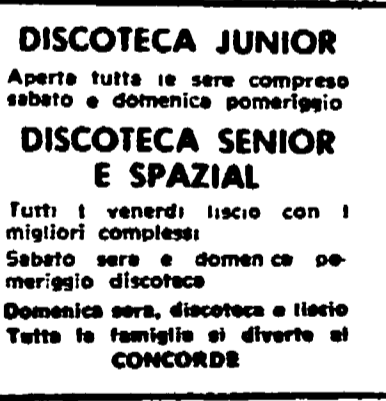 DISCOTECA JUNIOR
Aperta tutte le sere compreso
sabato e domenica pomeriggio
DISCOTECA SENIOR
E SPAZIAL
Tutti i venerdì liscio con i
migliori complessi
Sabato sera e domenica po-
meriggio discoteca
Domenica sera, discoteca e liscio
Tutta la famiglia si diverte al
CONCORDE